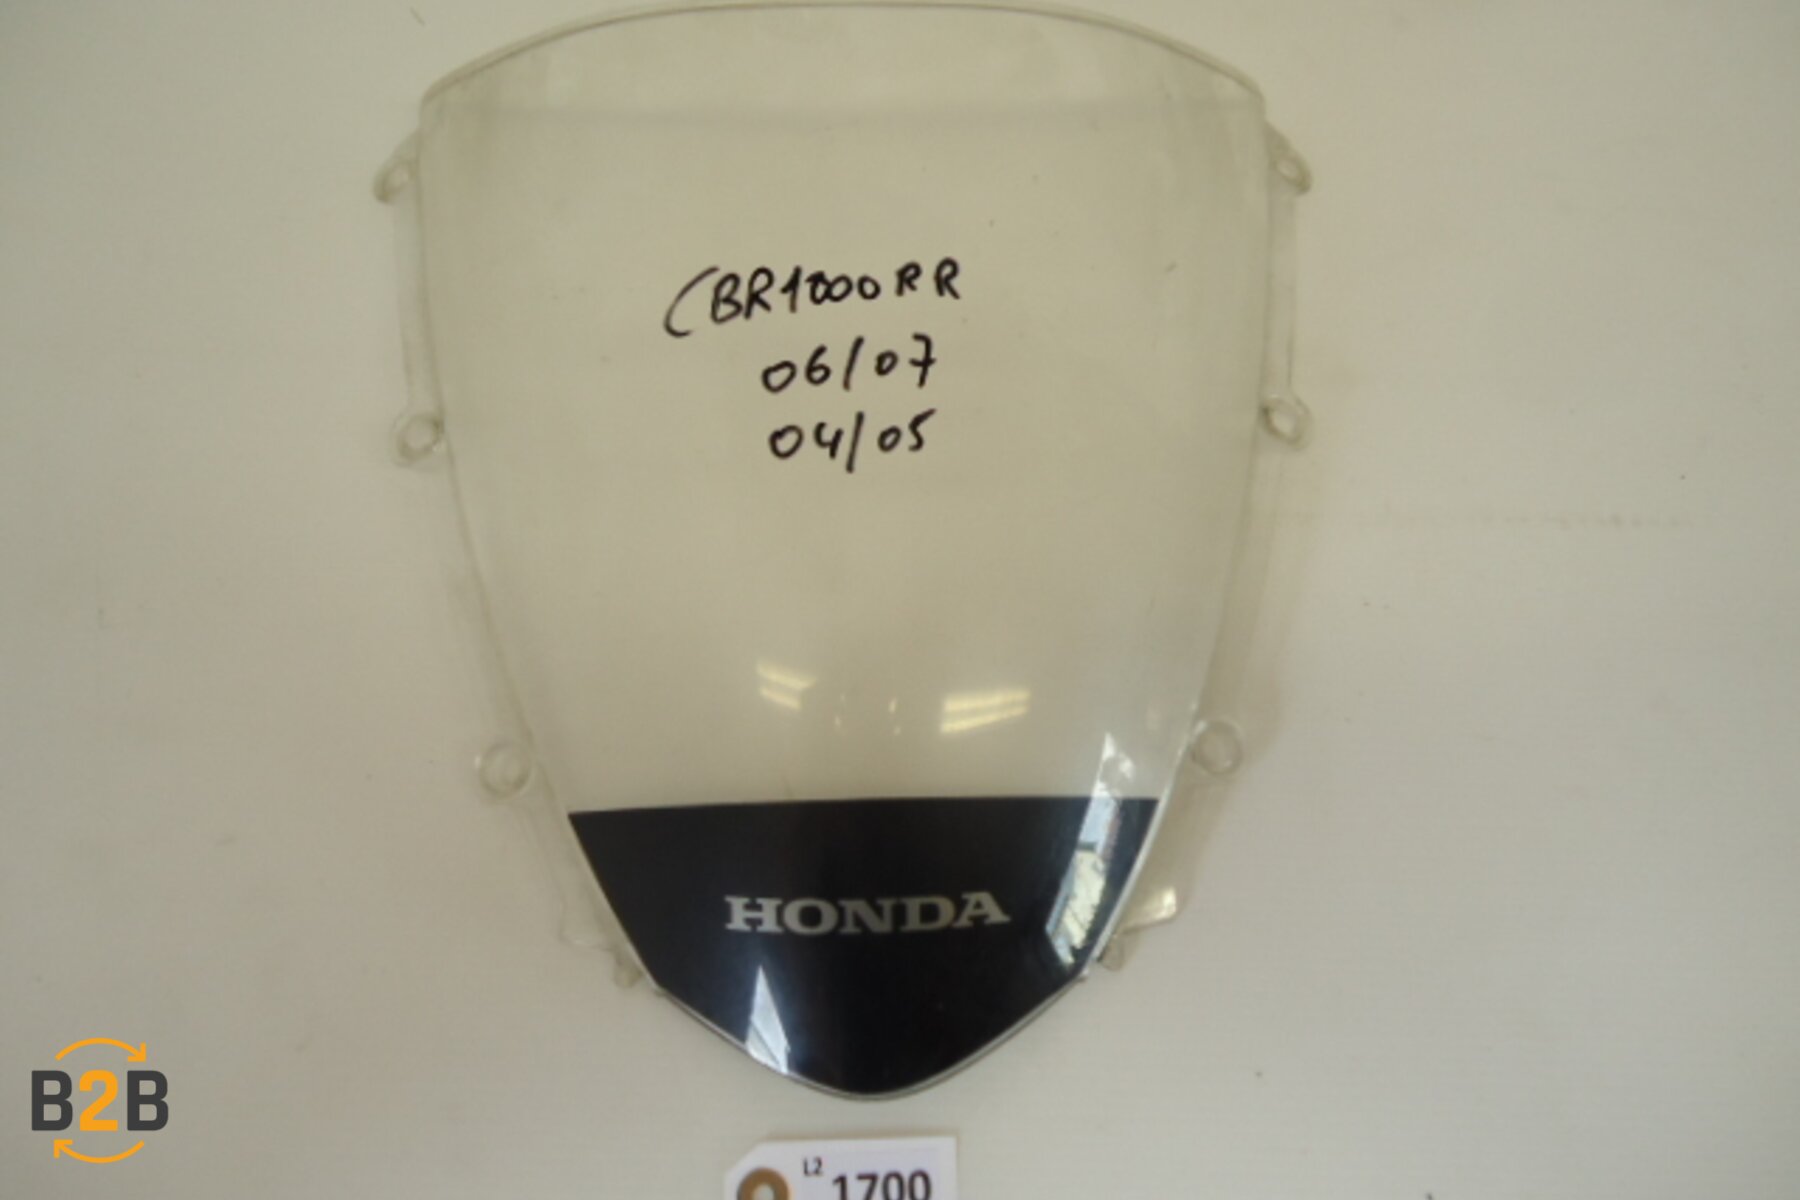 CBR1000RR
06/07
04/05
HONDA
B2B
L2
1700